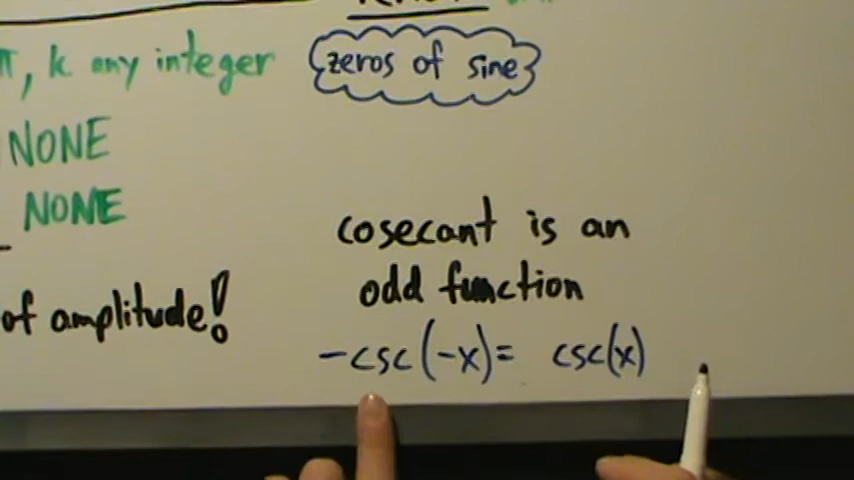 π, k any integer
zeros of sine
NONE
NONE
cosecant is an
odd function
of amplitude!
-csc(-x)= csc(x)